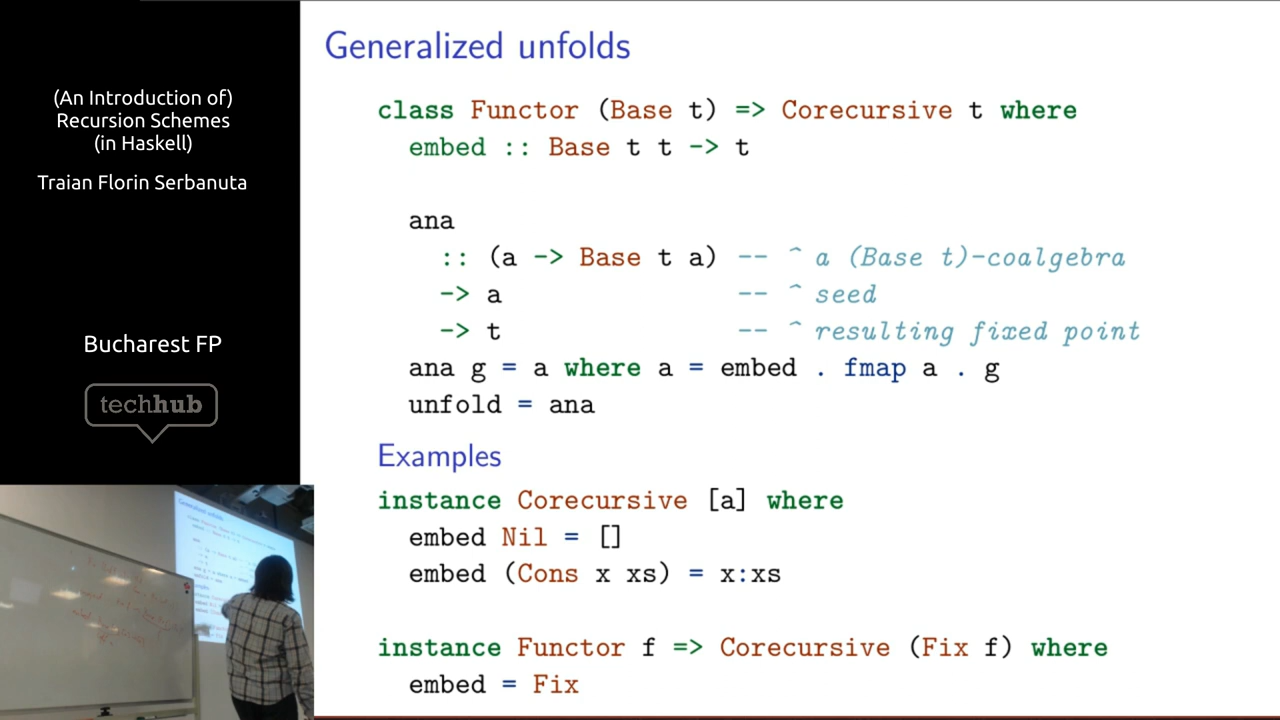 (An Introduction of)
Recursion Schemes
(in Haskell)
Traian Florin Serbanuta
Bucharest FP
techhub
Generalized unfolds
class Functor (Base t) => Corecursive t where
embed :: Base t t -> t
ana
:: (a -> Base t a) -- ^ a (Base t)-coalgebra
-> a -- ^ seed
-> t -- ^ resulting fixed point
ana g = a where a = embed . fmap a . g
unfold = ana
Examples
instance Corecursive [a] where
embed Nil = []
embed (Cons x xs) = x:xs
instance Functor f => Corecursive (Fix f) where
embed = Fix